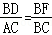 BD/AC = BF/BC